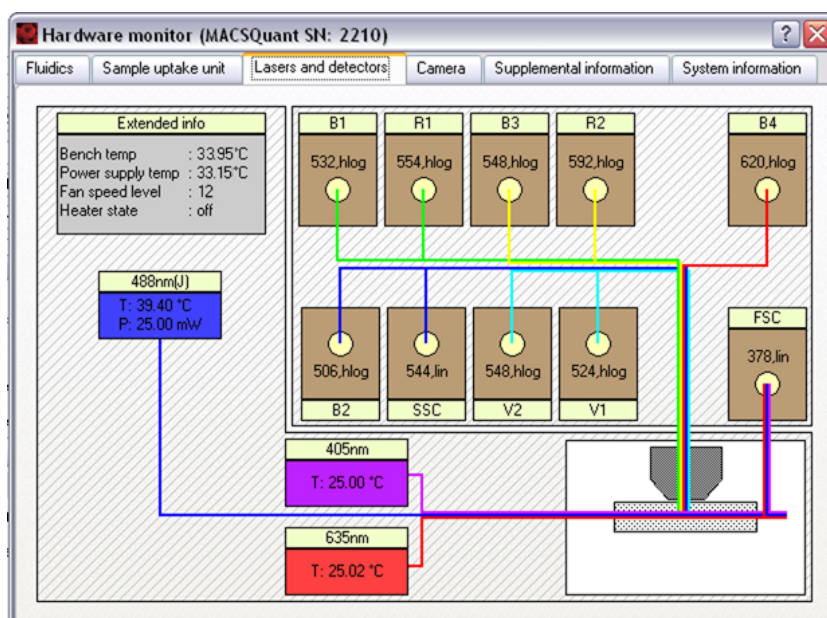 Hardware monitor (MACSQuant SN: 2210)
Fluidics Sample uptake unit Lasers and detectors Camera Supplemental information System information
Extended info
Bench temp : 33.95°C
Power supply temp : 33.15°C
Fan speed level : 12
Heater state : off
B1 R1 B3 R2 B4
532,hlog 554,hlog 548,hlog 592,hlog 620,hlog
488nm(J)
T: 39.40 °C
P: 25.00 mW
FSC
378,lin
506,hlog 544,lin 548,hlog 524,hlog
B2 SSC V2 V1
405nm
T: 25.00 °C
635nm
T: 25.02 °C